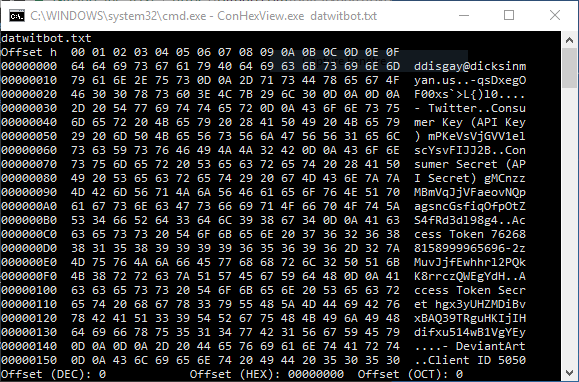 C:\WINDOWS\system32\cmd.exe - ConHexView.exe datwitbot.txt
datwitbot.txt
Offset h 00 01 02 03 04 05 06 07 08 09 0A 0B 0C 0D 0E 0F
00000000 64 64 69 73 67 61 79 40 64 69 63 6B 73 69 6E 6D ddisgay@dicksinm
00000010 79 61 6E 2E 75 73 0D 0A 2D 71 73 44 78 65 67 4F yan.us..-qsDxegO
00000020 46 30 30 78 73 60 3E 4C 7B 29 6C 30 0D 0A 0D 0A F00xs`>L{)l0....
00000030 2D 20 54 77 69 74 74 65 72 0D 0A 43 6F 6E 73 75 - Twitter..Consu
00000040 6D 65 72 20 4B 65 79 20 28 41 50 49 20 4B 65 79 mer Key (API Key
00000050 29 20 6D 50 4B 65 56 73 56 6A 47 56 56 31 65 6C ) mPKeVsVjGVV1el
00000060 73 63 59 73 76 46 49 4A 4A 32 42 0D 0A 43 6F 6E scYsvFIJJ2B..Con
00000070 73 75 6D 65 72 20 53 65 63 72 65 74 20 28 41 50 sumer Secret (AP
00000080 49 20 53 65 63 72 65 74 29 20 67 4D 43 6E 7A 7A I Secret) gMCnzz
00000090 4D 42 6D 56 71 4A 6A 56 46 61 65 6F 76 4E 51 70 MBmVqJjVFaeovNQp
000000A0 61 67 73 6E 63 47 73 66 69 71 4F 66 70 4F 74 5A agsncGsfiqOfpOtZ
000000B0 53 34 66 52 64 33 64 6C 39 38 67 34 0D 0A 41 63 S4fRd3dl98g4..Ac
000000C0 63 65 73 73 20 54 6F 6B 65 6E 20 37 36 32 36 38 cess Token 76268
000000D0 38 31 35 38 39 39 39 39 36 35 36 39 36 2D 32 7A 8158999965696-2z
000000E0 4D 75 76 4A 6A 66 45 77 68 68 72 6C 32 50 51 6B MuvJjfEwhhrl2PQk
000000F0 4B 38 72 72 63 7A 51 57 45 67 59 64 48 0D 0A 41 K8rrczQWEgYdH..A
00000100 63 63 65 73 73 20 54 6F 6B 65 6E 20 53 65 63 72 ccess Token Secr
00000110 65 74 20 68 67 78 33 79 55 48 5A 4D 44 69 42 76 et hgx3yUHZMDiBv
00000120 78 42 41 51 33 39 54 52 67 75 48 4B 49 6A 49 48 xBAQ39TRguHKIjIH
00000130 64 69 66 78 75 35 31 34 77 42 31 56 67 59 45 79 difxu514wB1VgYEy
00000140 0D 0A 0D 0A 2D 20 44 65 76 69 61 6E 74 41 72 74 ....- DeviantArt
00000150 0D 0A 43 6C 69 65 6E 74 20 49 44 20 35 30 35 30 ..Client ID 5050
Offset (DEC): 0 Offset (HEX): 00000000 Offset (OCT): 0